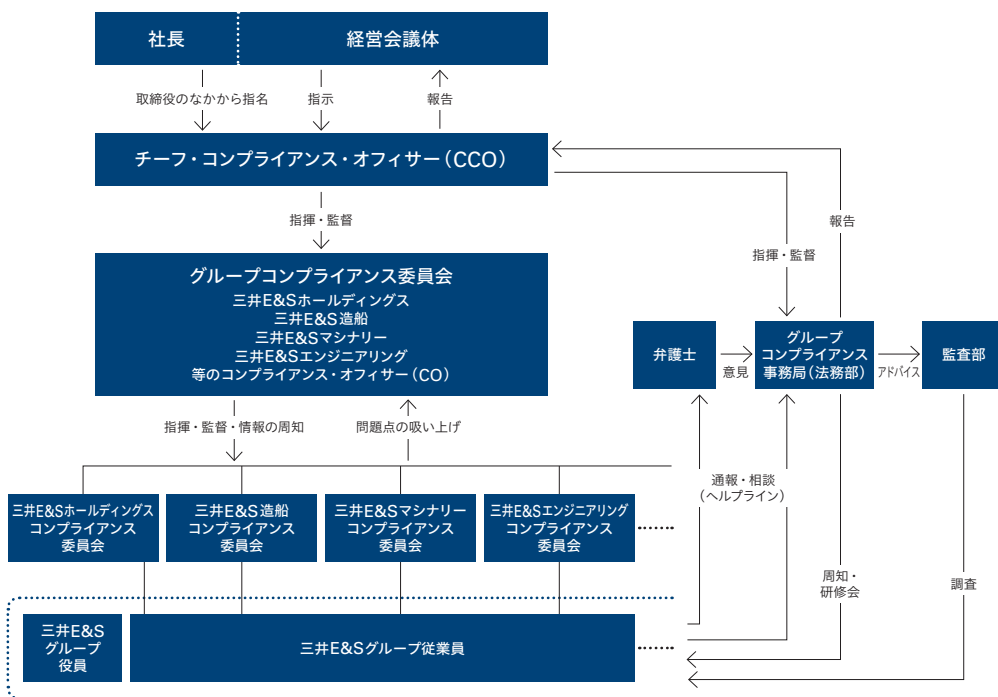 社長
経営会議体
取締役のなかから指名
指示
報告
チーフ・コンプライアンス・オフィサー（CCO）
指揮・監督
報告
指揮・監督
グループコンプライアンス委員会
三井E&Sホールディングス
三井E&S造船
三井E&Sマシナリー
三井E&Sエンジニアリング
等のコンプライアンス・オフィサー（CO）
弁護士
意見
グループ
コンプライアンス
事務局（法務部）
アドバイス
監査部
指揮・監督・情報の周知
問題点の吸い上げ
通報・相談
（ヘルプライン）
三井E&Sホールディングス
コンプライアンス
委員会
三井E&S造船
コンプライアンス
委員会
三井E&Sマシナリー
コンプライアンス
委員会
三井E&Sエンジニアリング
コンプライアンス
委員会
周知・
研修会
調査
三井E&S
グループ
役員
三井E&Sグループ従業員